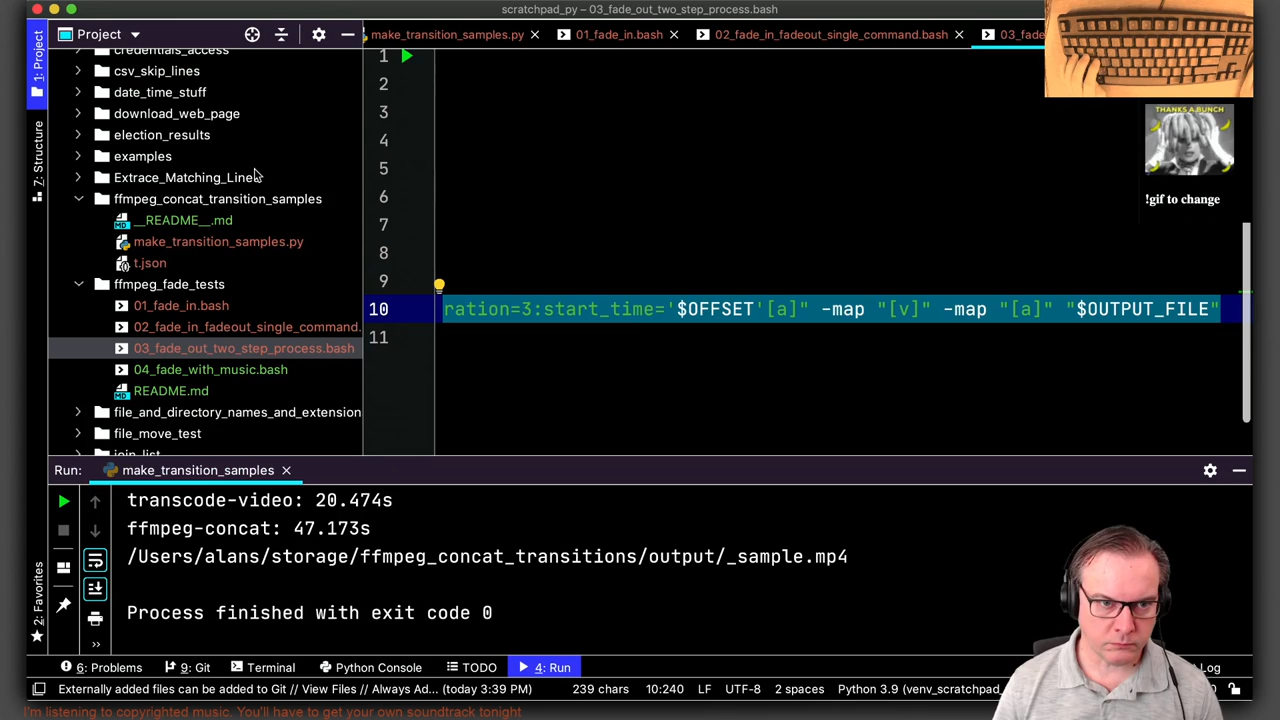 scratchpad_py – 03_fade_out_two_step_process.bash
1: Project
Project
make_transition_samples.py
01_fade_in.bash
02_fade_in_fadeout_single_command.bash
03_fade
credentials_access
csv_skip_lines
date_time_stuff
download_web_page
election_results
examples
Extrace_Matching_Lines
ffmpeg_concat_transition_samples
__README__.md
make_transition_samples.py
t.json
ffmpeg_fade_tests
01_fade_in.bash
02_fade_in_fadeout_single_command.
03_fade_out_two_step_process.bash
04_fade_with_music.bash
README.md
file_and_directory_names_and_extension
file_move_test
join_list
7: Structure
2: Favorites
1
2
3
4
5
6
7
8
9
10
11
ration=3:start_time='$OFFSET'[a]" -map "[v]" -map "[a]" "$OUTPUT_FILE"
THANKS A BUNCH
!gif to change
Run:
make_transition_samples
transcode-video: 20.474s
ffmpeg-concat: 47.173s
/Users/alans/storage/ffmpeg_concat_transitions/output/_sample.mp4
Process finished with exit code 0
6: Problems
9: Git
Terminal
Python Console
TODO
4: Run
Log
Externally added files can be added to Git // View Files // Always Ad... (today 3:39 PM)
239 chars
10:240
LF
UTF-8
2 spaces
Python 3.9 (venv_scratchpad_
I'm listening to copyrighted music. You'll have to get your own soundtrack tonight